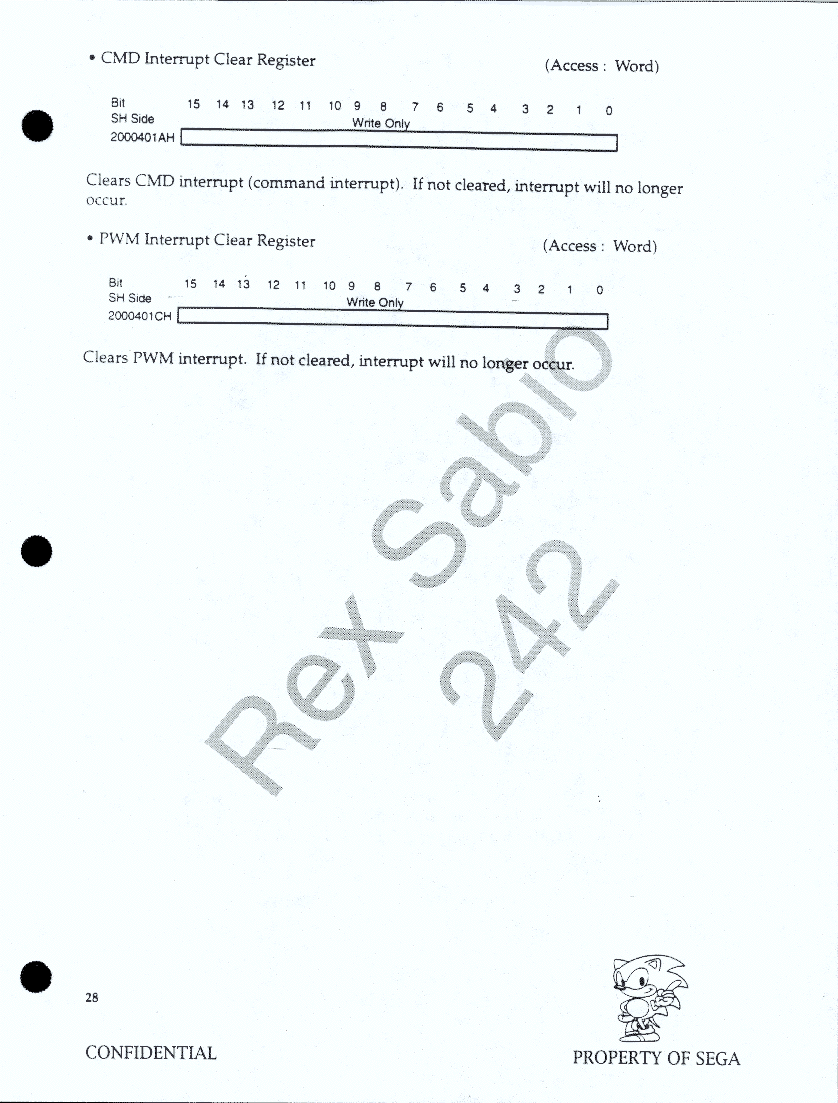 • CMD Interrupt Clear Register (Access : Word)
Bit 15 14 13 12 11 10 9 8 7 6 5 4 3 2 1 0
SH Side Write Only
2000401AH
Clears CMD interrupt (command interrupt). If not cleared, interrupt will no longer
occur.
• PWM Interrupt Clear Register (Access : Word)
Bit 15 14 13 12 11 10 9 8 7 6 5 4 3 2 1 0
SH Side Write Only
2000401CH
Clears PWM interrupt. If not cleared, interrupt will no longer occur.
Rex Sabio
242
28
CONFIDENTIAL
PROPERTY OF SEGA